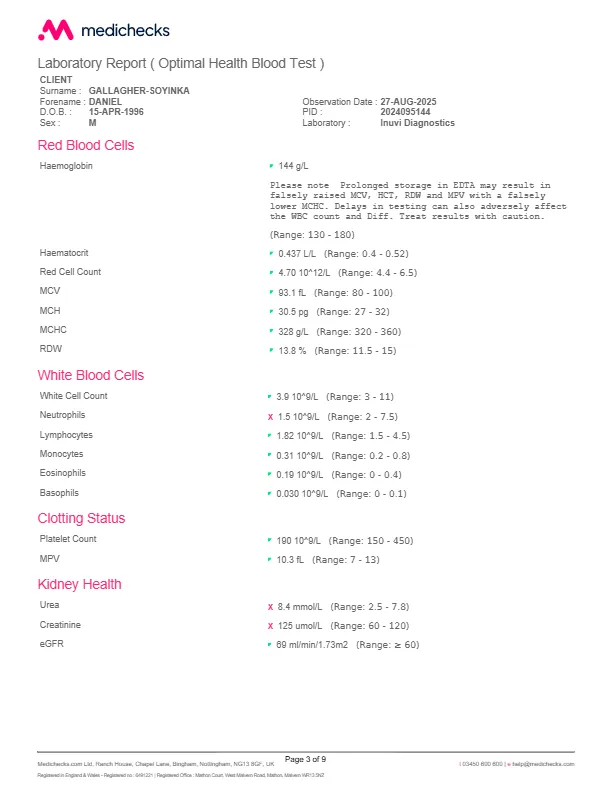 medichecks
Laboratory Report ( Optimal Health Blood Test )
CLIENT
Surname : GALLAGHER-SOYINKA
Forename : DANIEL Observation Date : 27-AUG-2025
D.O.B. : 15-APR-1996 PID : 2024095144
Sex : M Laboratory : Inuvi Diagnostics
Red Blood Cells
Haemoglobin 144 g/L
Please note Prolonged storage in EDTA may result in
falsely raised MCV, HCT, RDW and MPV with a falsely
lower MCHC. Delays in testing can also adversely affect
the WBC count and Diff. Treat results with caution.
(Range: 130 - 180)
Haematocrit 0.437 L/L (Range: 0.4 - 0.52)
Red Cell Count 4.70 10^12/L (Range: 4.4 - 6.5)
MCV 93.1 fL (Range: 80 - 100)
MCH 30.5 pg (Range: 27 - 32)
MCHC 328 g/L (Range: 320 - 360)
RDW 13.8 % (Range: 11.5 - 15)
White Blood Cells
White Cell Count 3.9 10^9/L (Range: 3 - 11)
Neutrophils X 1.5 10^9/L (Range: 2 - 7.5)
Lymphocytes 1.82 10^9/L (Range: 1.5 - 4.5)
Monocytes 0.31 10^9/L (Range: 0.2 - 0.8)
Eosinophils 0.19 10^9/L (Range: 0 - 0.4)
Basophils 0.030 10^9/L (Range: 0 - 0.1)
Clotting Status
Platelet Count 190 10^9/L (Range: 150 - 450)
MPV 10.3 fL (Range: 7 - 13)
Kidney Health
Urea X 8.4 mmol/L (Range: 2.5 - 7.8)
Creatinine X 125 umol/L (Range: 60 - 120)
eGFR 69 ml/min/1.73m2 (Range: ≥ 60)
Medichecks.com Ltd, Ranch House, Chapel Lane, Bingham, Nottingham, NG13 8GF, UK Page 3 of 9 t 03450 600 600 | e help@medichecks.com
Registered in England & Wales - Registered no.: | Registered Office : Mathon Court, West Malvern Road, Mathon, Malvern WR13 5NZ